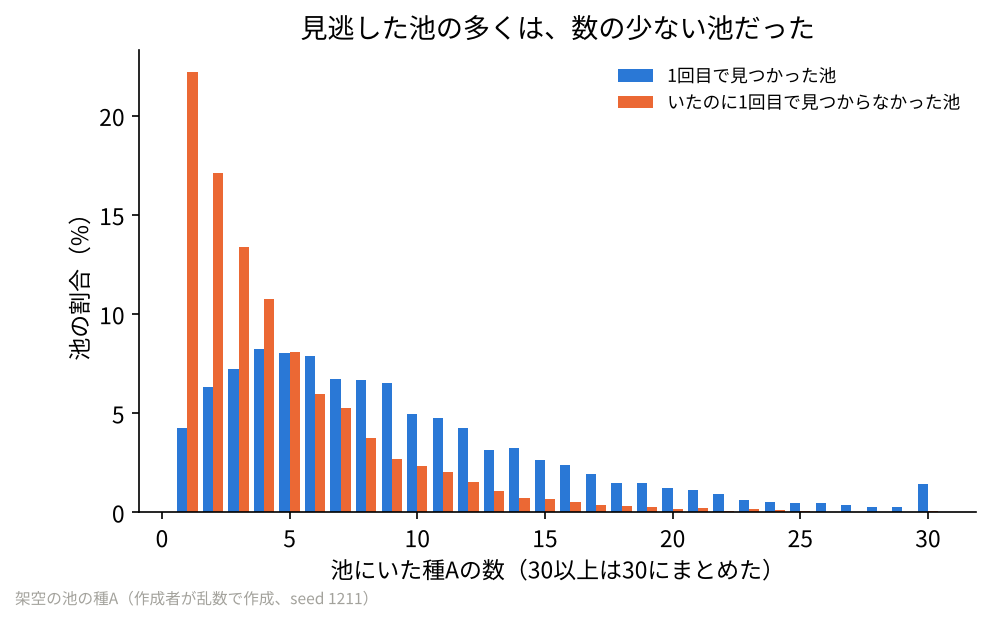 見逃した池の多くは、数の少ない池だった
1回目で見つかった池
いたのに1回目で見つからなかった池
池の割合（%）
20
15
10
5
0
0 5 10 15 20 25 30
池にいた種Aの数（30以上は30にまとめた）
架空の池の種A（作成者が乱数で作成、seed 1211）